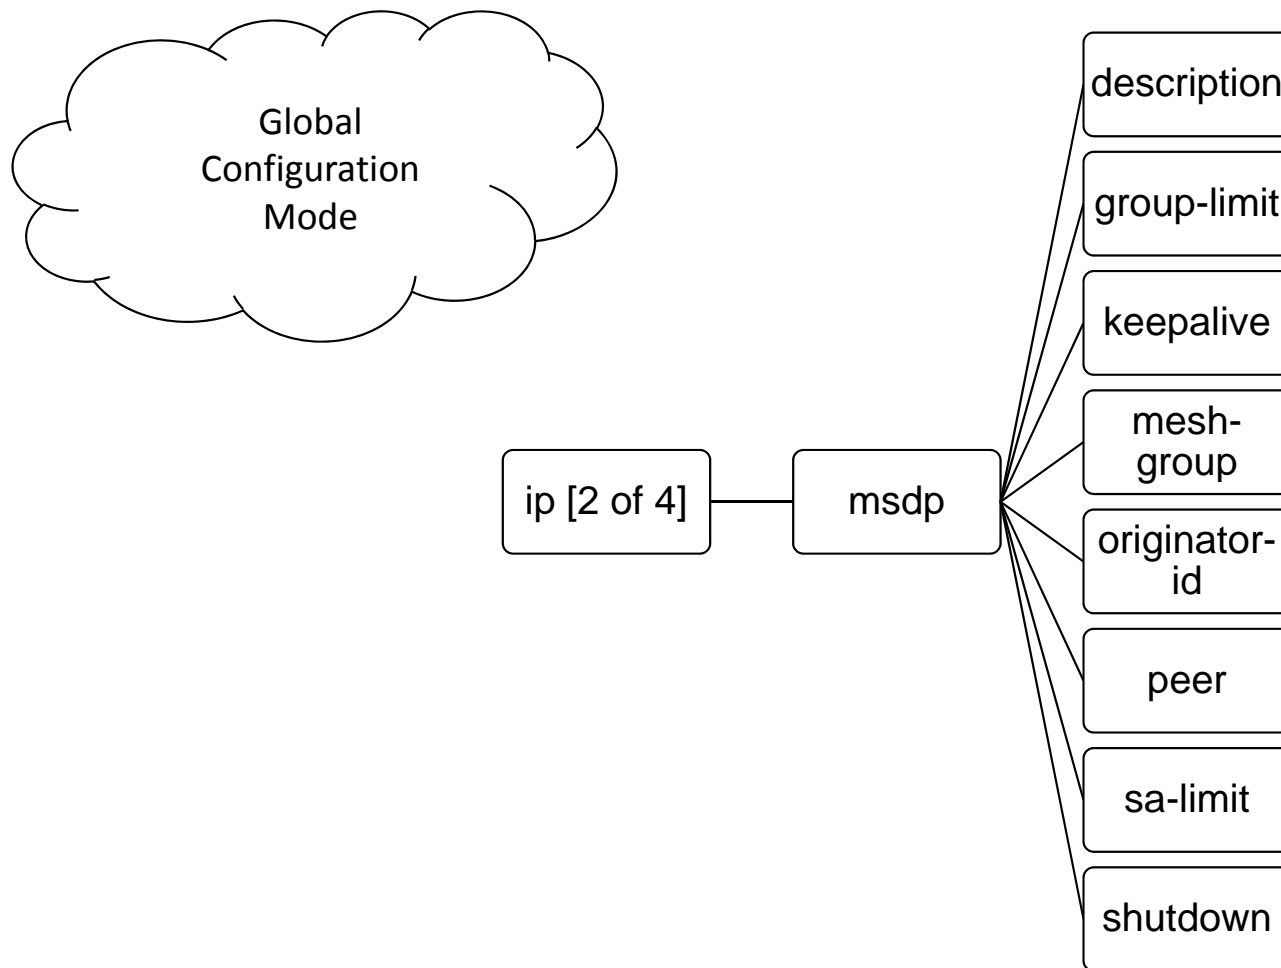 Global
Configuration
Mode
ip [2 of 4]
msdp
description
group-limit
keepalive
mesh-
group
originator-
id
peer
sa-limit
shutdown